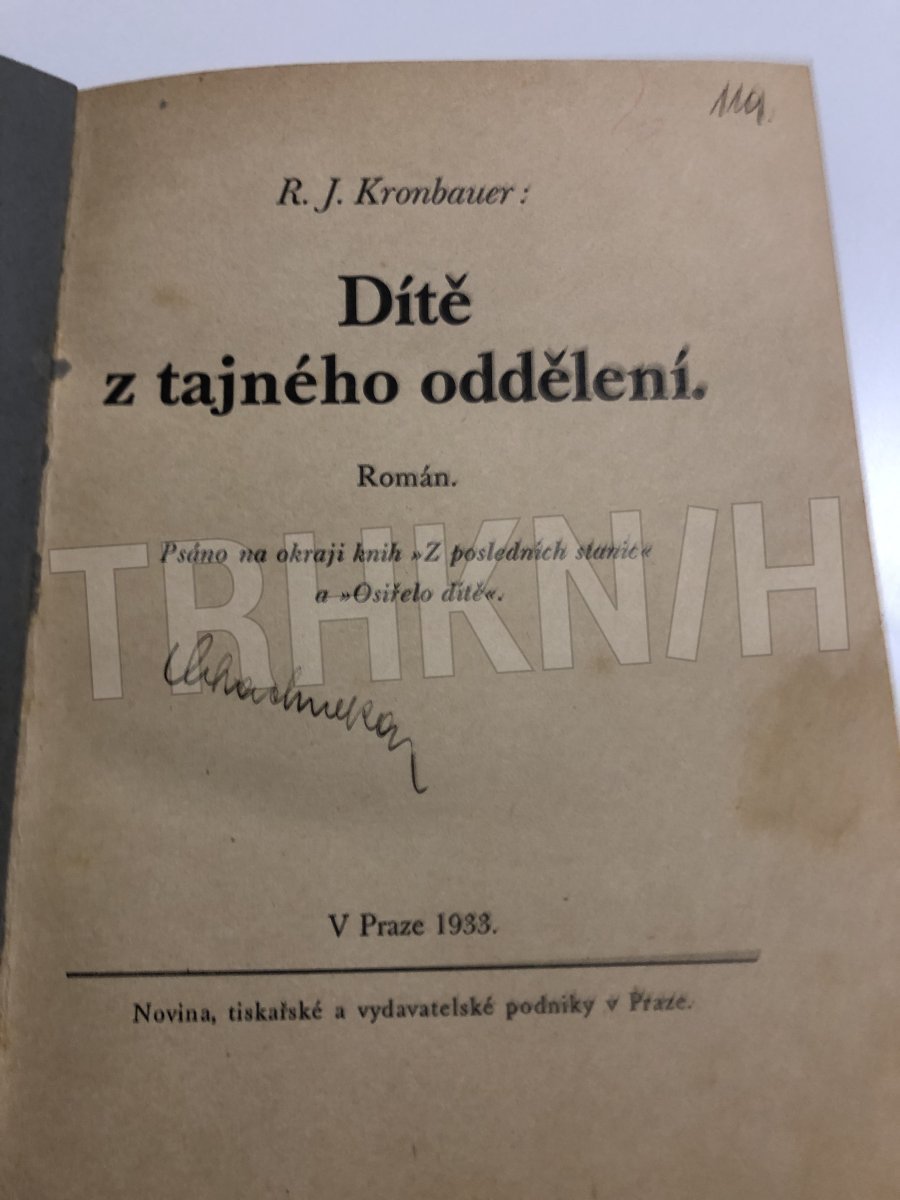 119.
R. J. Kronbauer:
Dítě
z tajného oddělení.
Román.
Psáno na okraji knih »Z posledních stanic«
a »Osiřelo dítě«.
TRHKNIH
V Praze 1933.
Novina, tiskařské a vydavatelské podniky v Praze.